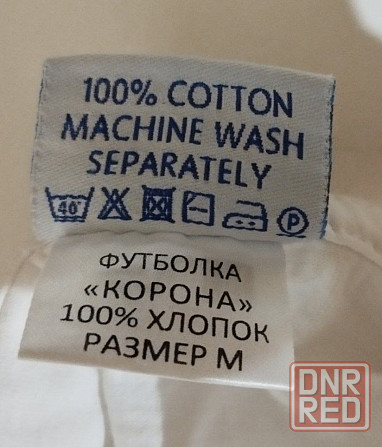 100% COTTON
MACHINE WASH
SEPARATELY
40°
P
ФУТБОЛКА
«КОРОНА»
100% ХЛОПОК
РАЗМЕР М
DNR
RED